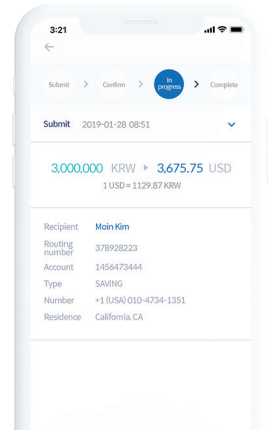 3:21
Submit > Confirm > In progress > Complete
Submit 2019-01-28 08:51
3,000,000 KRW ▸ 3,675.75 USD
1 USD = 1129.87 KRW
Recipient Moin Kim
Routing number 378928223
Account 1456473444
Type SAVING
Number +1 (USA) 010-4734-1351
Residence California, CA